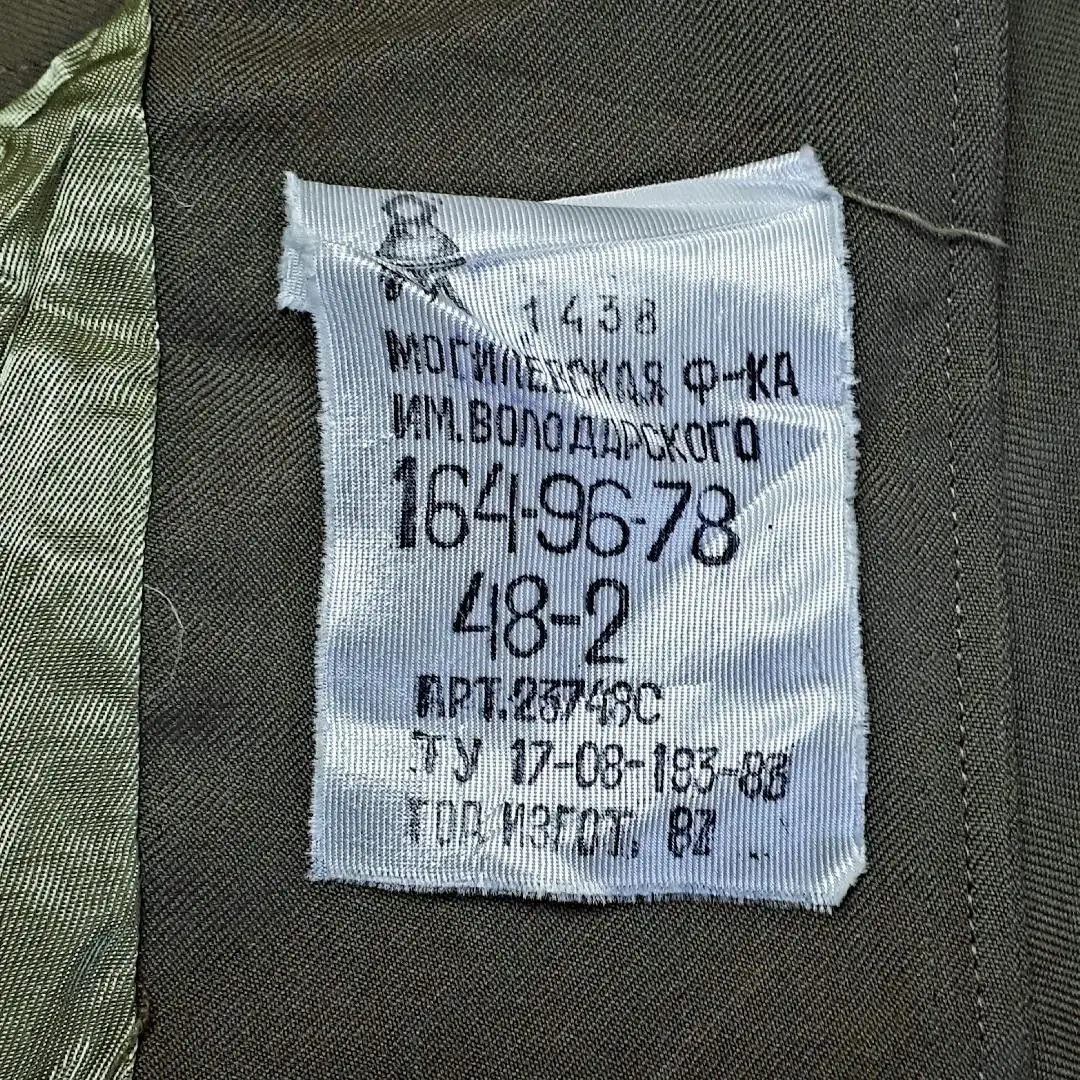 1438
МОГИЛЕВСКАЯ Ф-КА
ИМ.ВОЛОДАРСКОГО
164-96-78
48-2
АРТ.23748С
ТУ 17-08-183-83
ГОД ИЗГОТ. 87